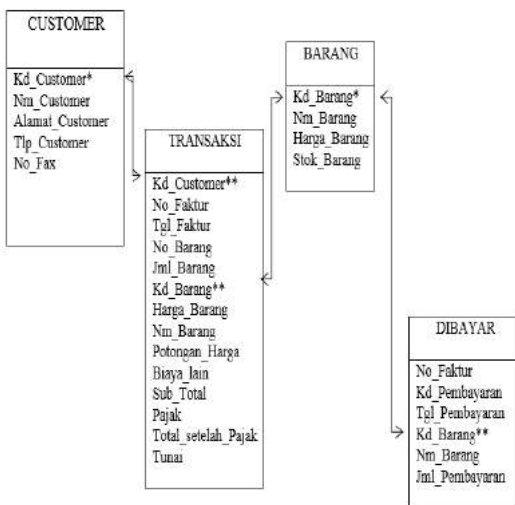 CUSTOMER
Kd_Customer*
Nm_Customer
Alamat_Customer
Tlp_Customer
No_Fax
TRANSAKSI
Kd_Customer**
No_Faktur
Tgl_Faktur
No_Barang
Jml_Barang
Kd_Barang**
Harga_Barang
Nm_Barang
Potongan_Harga
Biaya_lain
Sub_Total
Pajak
Total_setelah_Pajak
Tunai
BARANG
Kd_Barang*
Nm_Barang
Harga_Barang
Stok_Barang
DIBAYAR
No_Faktur
Kd_Pembayaran
Tgl_Pembayaran
Kd_Barang**
Nm_Barang
Jml_Pembayaran